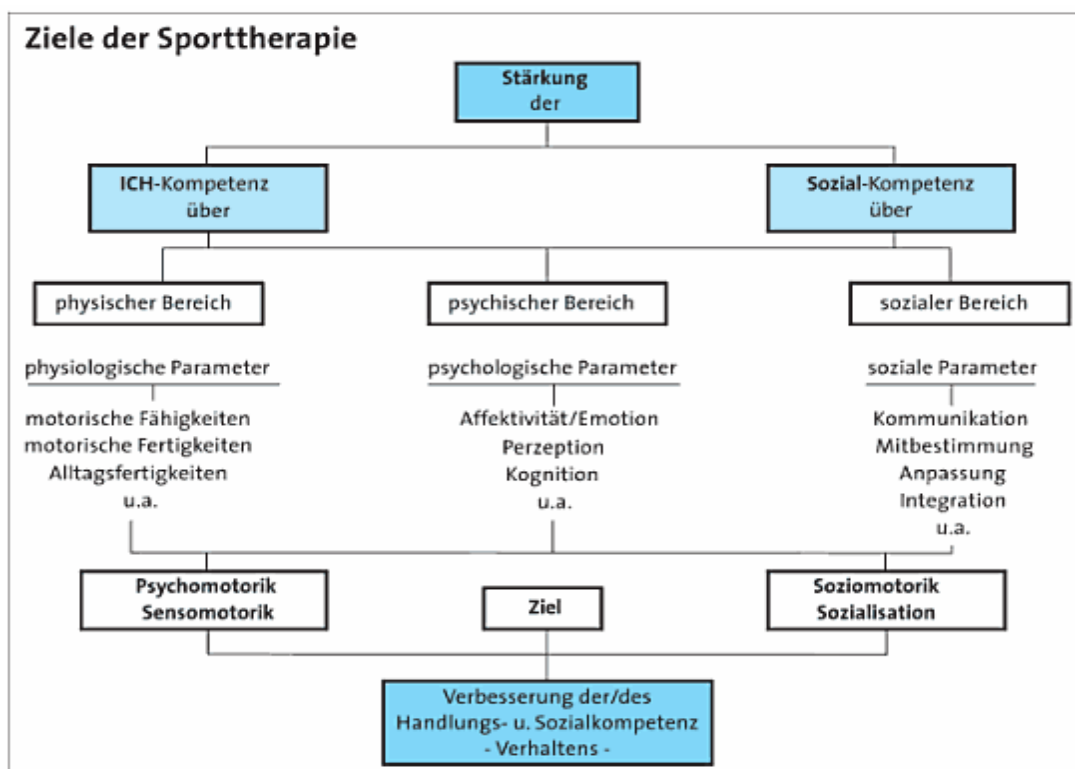 Ziele der Sporttherapie
Stärkung
der
ICH-Kompetenz
über
Sozial-Kompetenz
über
physischer Bereich
psychischer Bereich
sozialer Bereich
physiologische Parameter
psychologische Parameter
soziale Parameter
motorische Fähigkeiten
motorische Fertigkeiten
Alltagsfertigkeiten
u.a.
Affektivität/Emotion
Perzeption
Kognition
u.a.
Kommunikation
Mitbestimmung
Anpassung
Integration
u.a.
Psychomotorik
Sensomotorik
Ziel
Soziomotorik
Sozialisation
Verbesserung der/des
Handlungs- u. Sozialkompetenz
- Verhaltens -